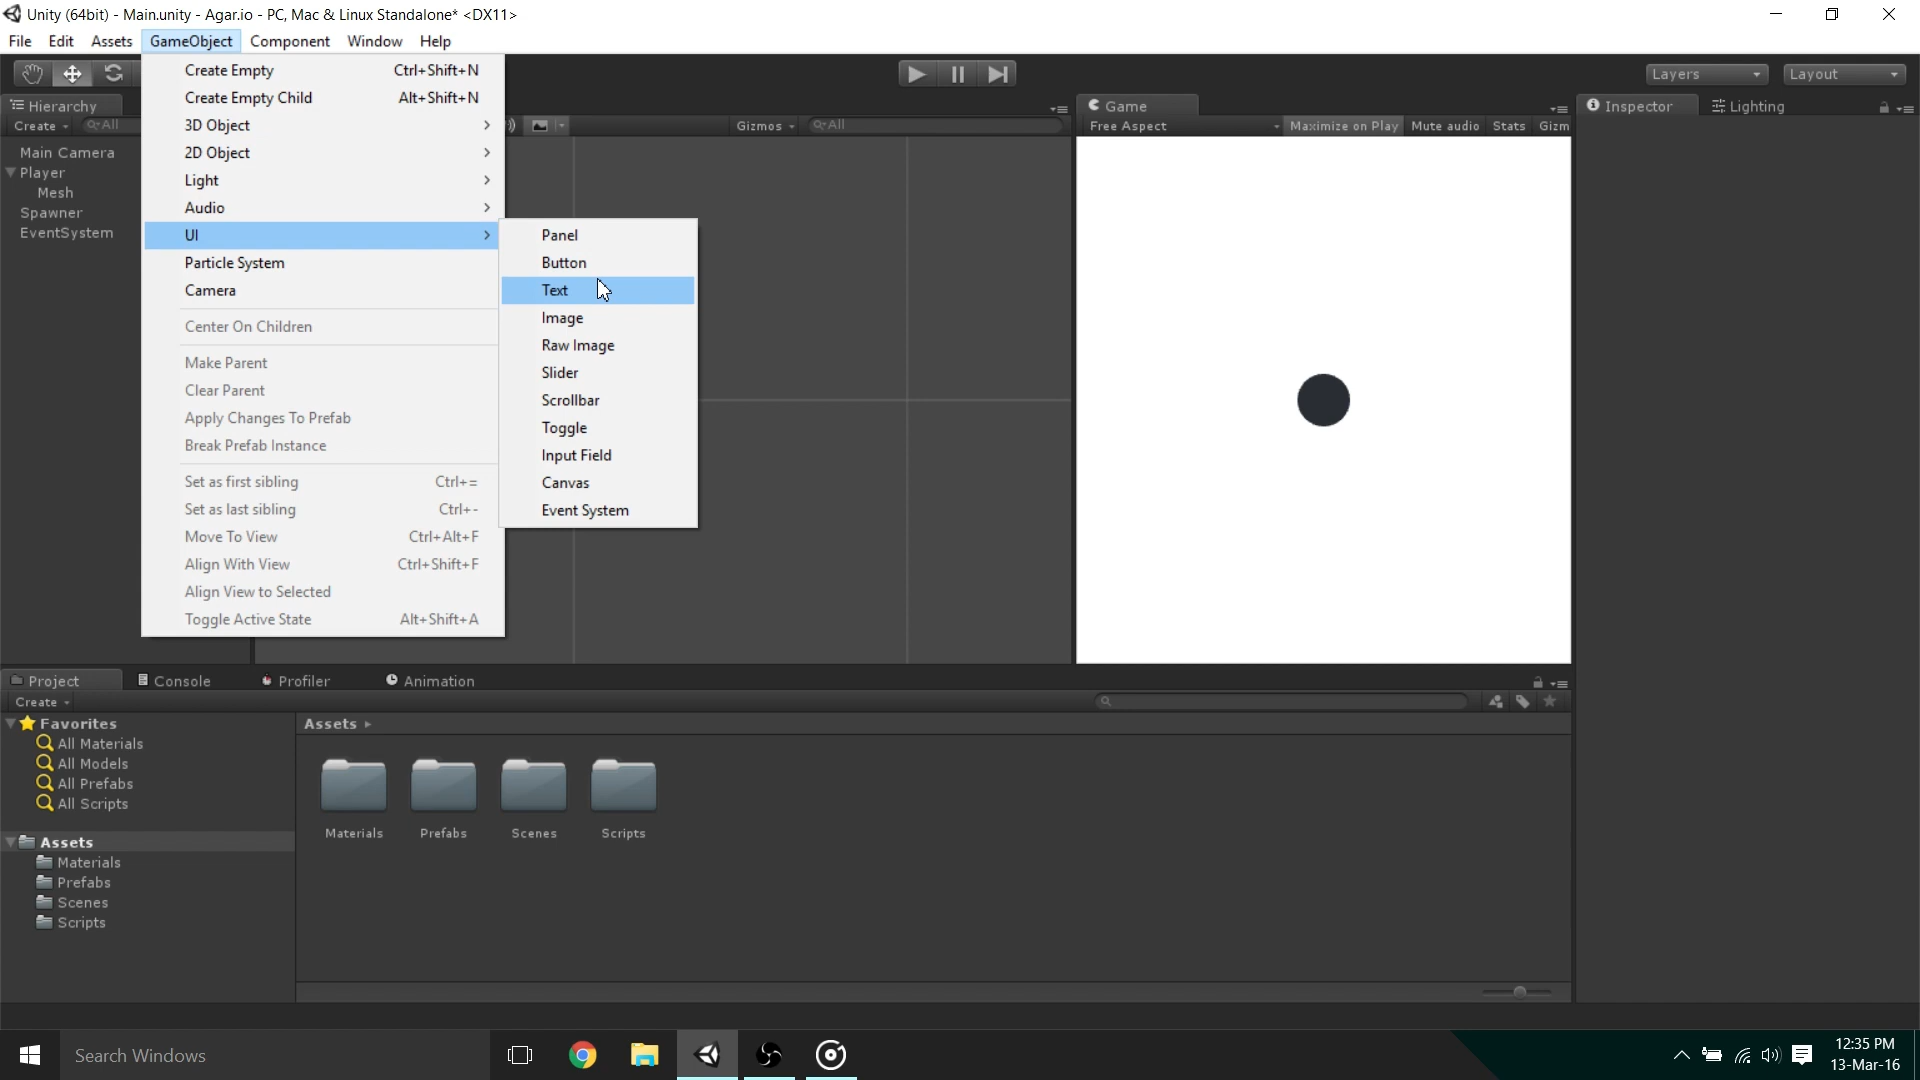 Unity (64bit) - Main.unity - Agar.io - PC, Mac & Linux Standalone* <DX11>
File Edit Assets GameObject Component Window Help
Layers Layout
Hierarchy
Create All
Main Camera
Player
Mesh
Spawner
EventSystem
Create Empty Ctrl+Shift+N
Create Empty Child Alt+Shift+N
3D Object
2D Object
Light
Audio
UI
Particle System
Camera
Center On Children
Make Parent
Clear Parent
Apply Changes To Prefab
Break Prefab Instance
Set as first sibling Ctrl+=
Set as last sibling Ctrl+-
Move To View Ctrl+Alt+F
Align With View Ctrl+Shift+F
Align View to Selected
Toggle Active State Alt+Shift+A
Panel
Button
Text
Image
Raw Image
Slider
Scrollbar
Toggle
Input Field
Canvas
Event System
Gizmos All
Game
Free Aspect Maximize on Play Mute audio Stats Gizm
Inspector Lighting
Project Console Profiler Animation
Create
Favorites
All Materials
All Models
All Prefabs
All Scripts
Assets
Materials
Prefabs
Scenes
Scripts
Assets
Materials Prefabs Scenes Scripts
Search Windows
12:35 PM
13-Mar-16